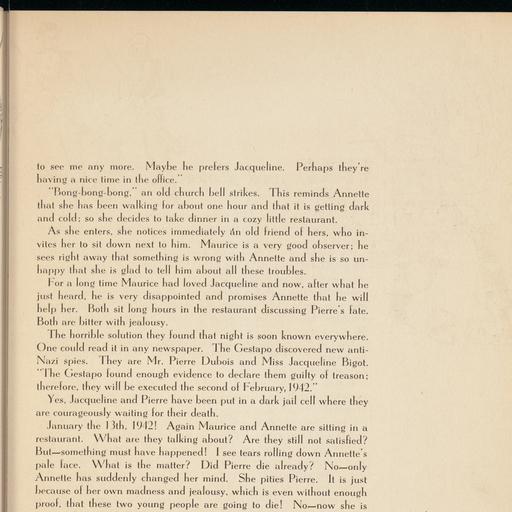 to see me any more. Maybe he prefers Jacqueline. Perhaps they're
having a nice time in the office."
"Bong-bong-bong," an old church bell strikes. This reminds Annette
that she has been walking for about one hour and that it is getting dark
and cold; so she decides to take dinner in a cozy little restaurant.
As she enters, she notices immediately an old friend of hers, who in-
vites her to sit down next to him. Maurice is a very good observer; he
sees right away that something is wrong with Annette and she is so un-
happy that she is glad to tell him about all these troubles.
For a long time Maurice had loved Jacqueline and now, after what he
just heard, he is very disappointed and promises Annette that he will
help her. Both sit long hours in the restaurant discussing Pierre's fate.
Both are bitter with jealousy.
The horrible solution they found that night is soon known everywhere.
One could read it in any newspaper. The Gestapo discovered new anti-
Nazi spies. They are Mr. Pierre Dubois and Miss Jacqueline Bigot.
"The Gestapo found enough evidence to declare them guilty of treason;
therefore, they will be executed the second of February, 1942."
Yes, Jacqueline and Pierre have been put in a dark jail cell where they
are courageously waiting for their death.
January the 13th, 1942! Again Maurice and Annette are sitting in a
restaurant. What are they talking about? Are they still not satisfied?
But—something must have happened! I see tears rolling down Annette's
pale face. What is the matter? Did Pierre die already? No—only
Annette has suddenly changed her mind. She pities Pierre. It is just
because of her own madness and jealousy, which is even without enough
proof, that these two young people are going to die! No—now she is